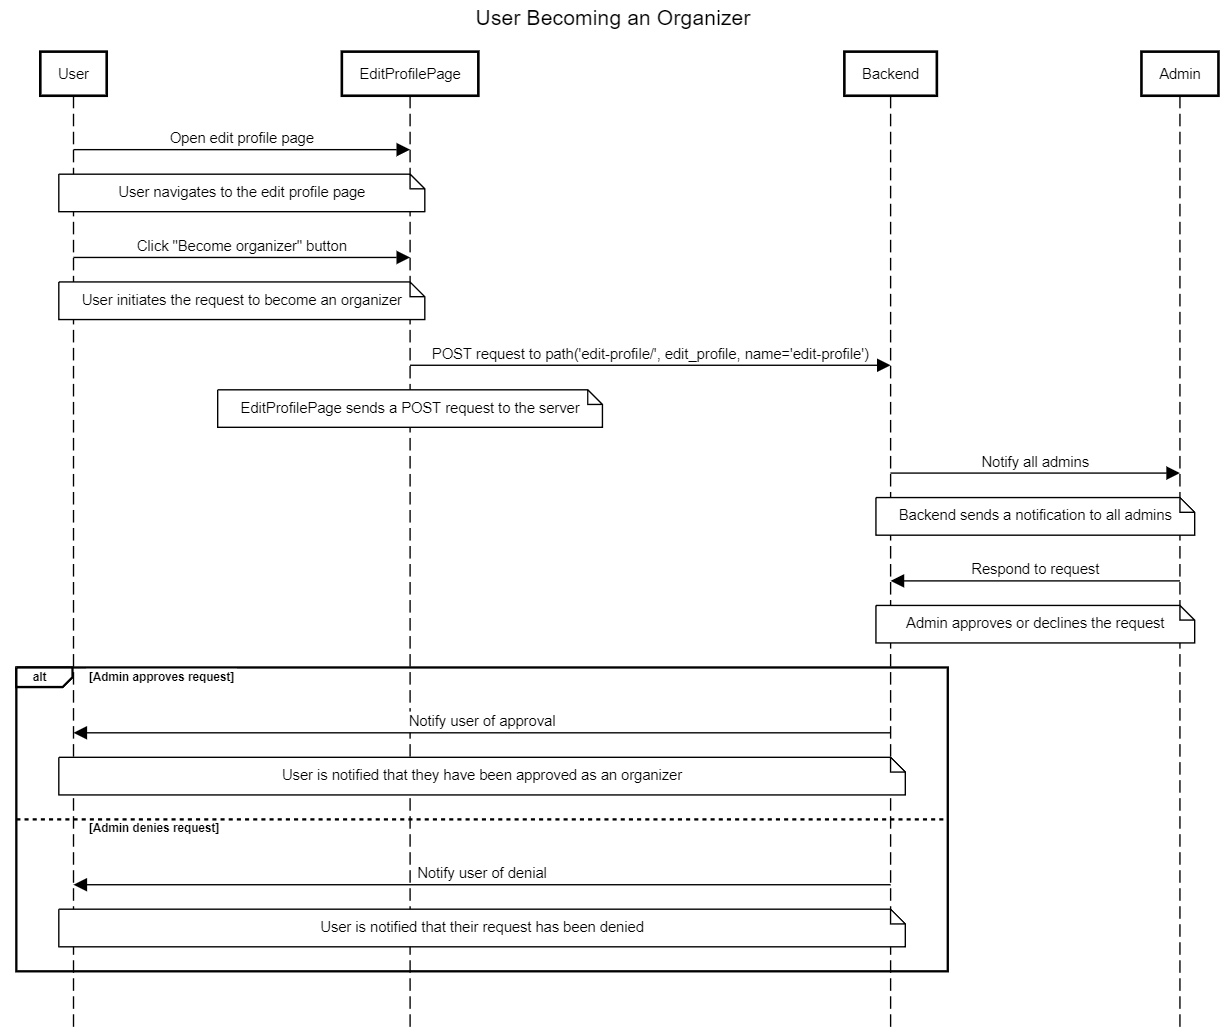 User Becoming an Organizer
User
EditProfilePage
Backend
Admin
Open edit profile page
User navigates to the edit profile page
Click "Become organizer" button
User initiates the request to become an organizer
POST request to path('edit-profile/', edit_profile, name='edit-profile')
EditProfilePage sends a POST request to the server
Notify all admins
Backend sends a notification to all admins
Respond to request
Admin approves or declines the request
alt
[Admin approves request]
Notify user of approval
User is notified that they have been approved as an organizer
[Admin denies request]
Notify user of denial
User is notified that their request has been denied